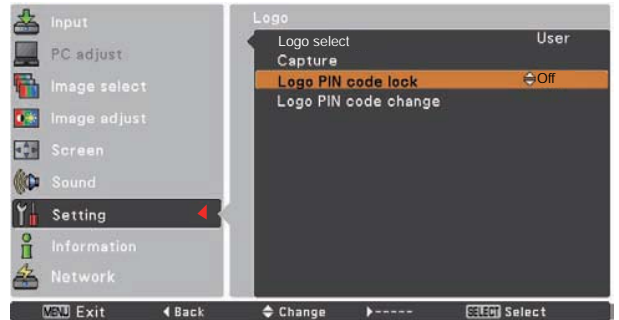 Input
PC adjust
Image select
Image adjust
Screen
Sound
Setting
Information
Network
Logo
Logo select User
Capture
Logo PIN code lock Off
Logo PIN code change
MENU Exit Back Change ----- SELECT Select